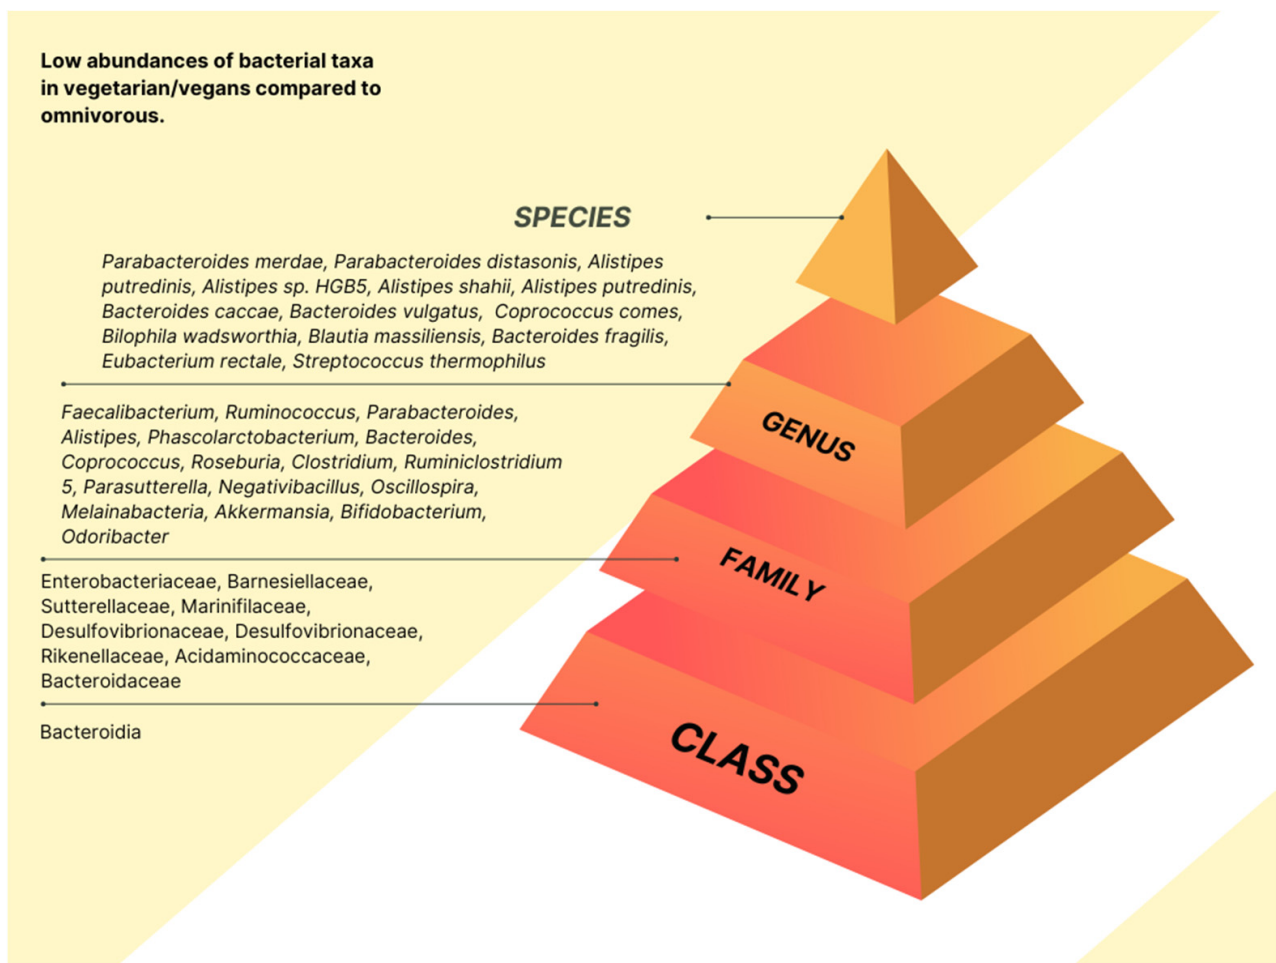 Low abundances of bacterial taxa
in vegetarian/vegans compared to
omnivorous.
SPECIES
Parabacteroides merdae, Parabacteroides distasonis, Alistipes
putredinis, Alistipes sp. HGB5, Alistipes shahii, Alistipes putredinis,
Bacteroides caccae, Bacteroides vulgatus, Coprococcus comes,
Bilophila wadsworthia, Blautia massiliensis, Bacteroides fragilis,
Eubacterium rectale, Streptococcus thermophilus
GENUS
Faecalibacterium, Ruminococcus, Parabacteroides,
Alistipes, Phascolarctobacterium, Bacteroides,
Coprococcus, Roseburia, Clostridium, Ruminiclostridium
5, Parasutterella, Negativibacillus, Oscillospira,
Melainabacteria, Akkermansia, Bifidobacterium,
Odoribacter
FAMILY
Enterobacteriaceae, Barnesiellaceae,
Sutterellaceae, Marinifilaceae,
Desulfovibrionaceae, Desulfovibrionaceae,
Rikenellaceae, Acidaminococcaceae,
Bacteroidaceae
CLASS
Bacteroidia